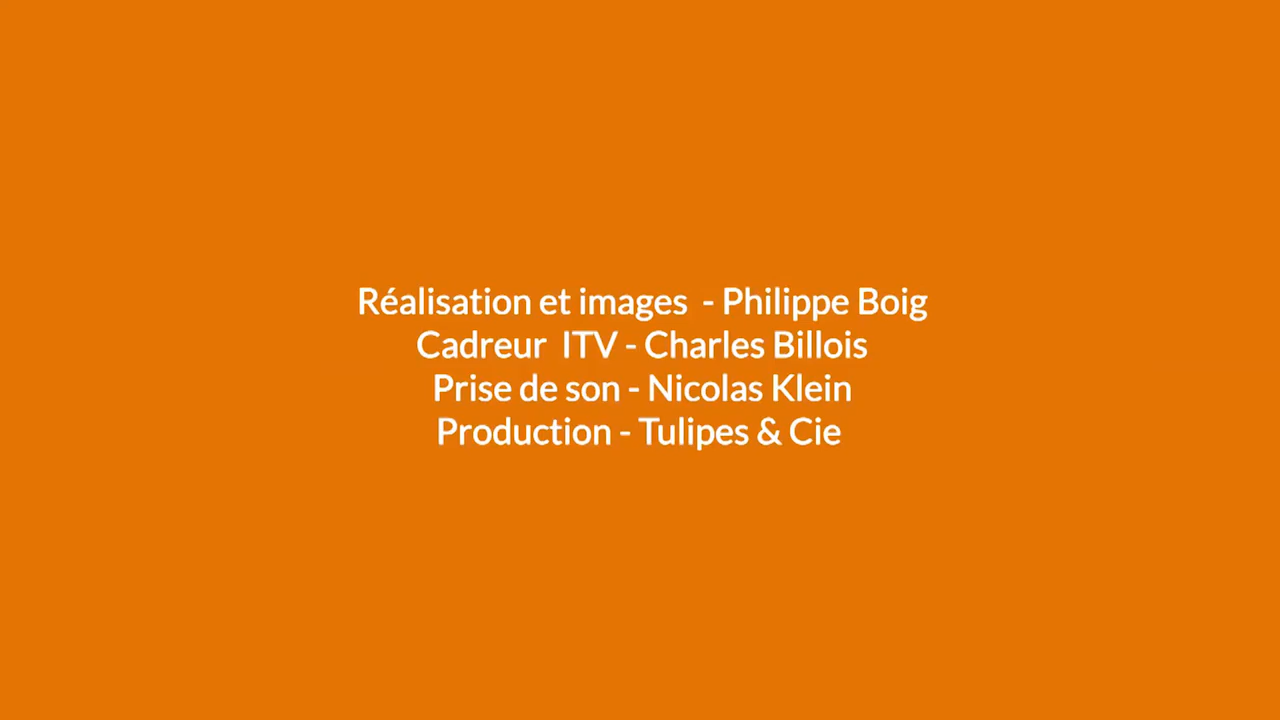 Réalisation et images  - Philippe Boig
Cadreur  ITV - Charles Billois
Prise de son - Nicolas Klein
Production - Tulipes & Cie